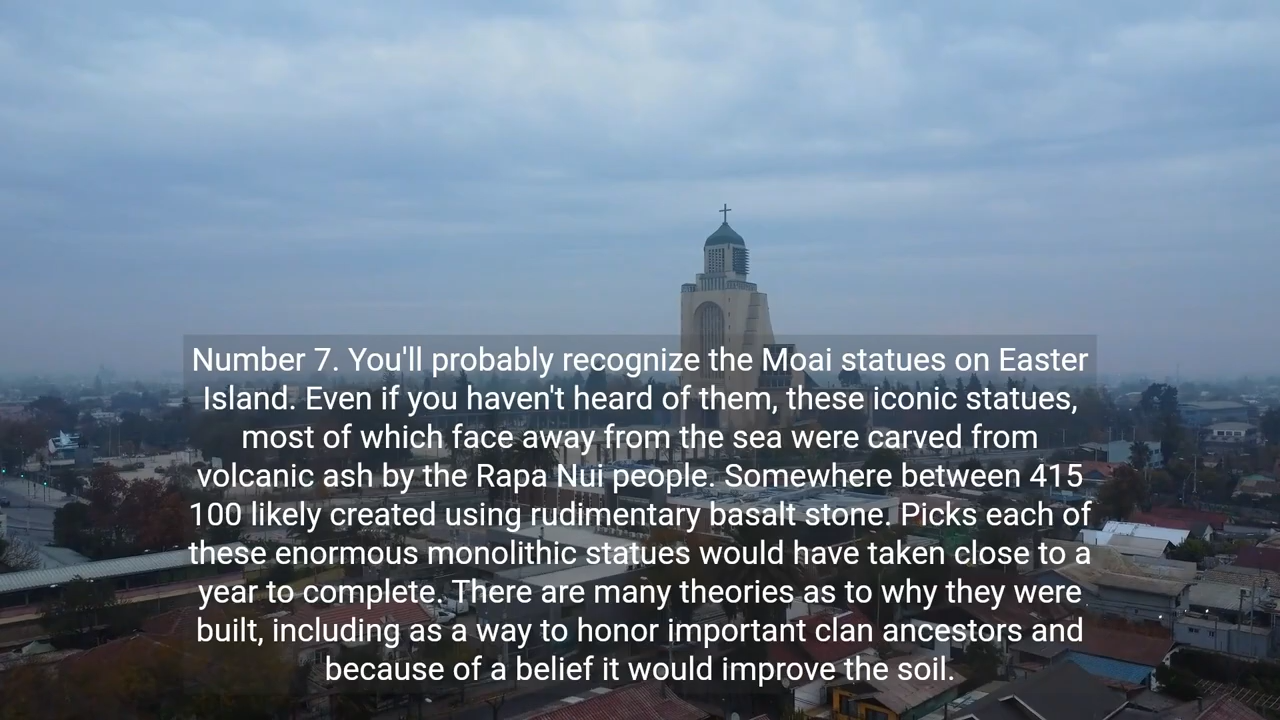 Number 7. You'll probably recognize the Moai statues on Easter
Island. Even if you haven't heard of them, these iconic statues,
most of which face away from the sea were carved from
volcanic ash by the Rapa Nui people. Somewhere between 415
100 likely created using rudimentary basalt stone. Picks each of
these enormous monolithic statues would have taken close to a
year to complete. There are many theories as to why they were
built, including as a way to honor important clan ancestors and
because of a belief it would improve the soil.